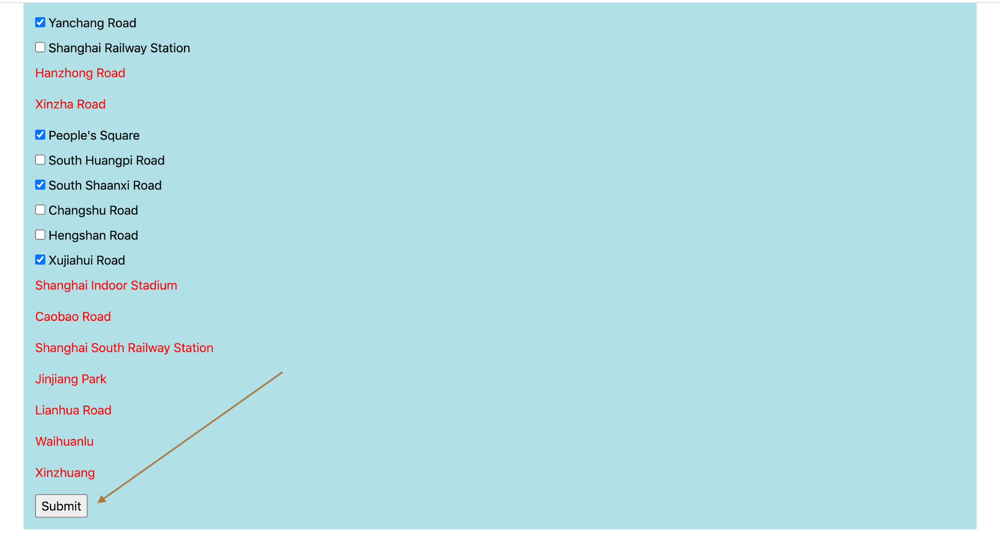 Yanchang Road
Shanghai Railway Station
Hanzhong Road
Xinzha Road
People's Square
South Huangpi Road
South Shaanxi Road
Changshu Road
Hengshan Road
Xujiahui Road
Shanghai Indoor Stadium
Caobao Road
Shanghai South Railway Station
Jinjiang Park
Lianhua Road
Waihuanlu
Xinzhuang
Submit